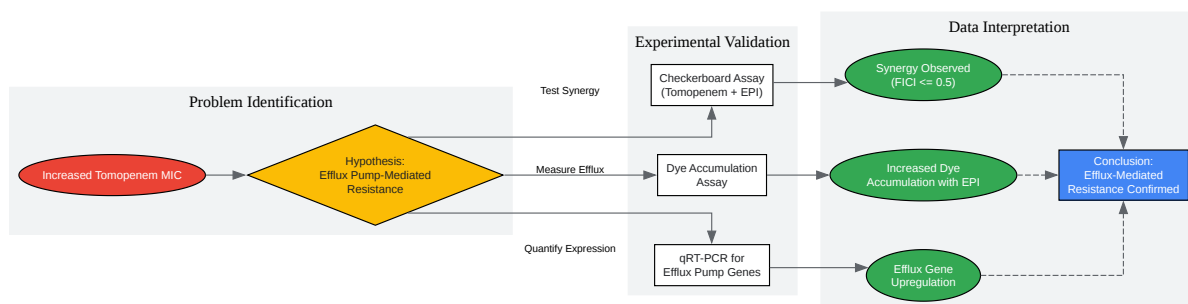 Problem Identification
Increased Tomopenem MIC
Hypothesis:
Efflux Pump-Mediated
Resistance
Test Synergy
Measure Efflux
Quantify Expression
Experimental Validation
Checkerboard Assay
(Tomopenem + EPI)
Dye Accumulation
Assay
qRT-PCR for
Efflux Pump Genes
Data Interpretation
Synergy Observed
(FICI <= 0.5)
Increased Dye
Accumulation with EPI
Efflux Gene
Upregulation
Conclusion:
Efflux-Mediated
Resistance Confirmed